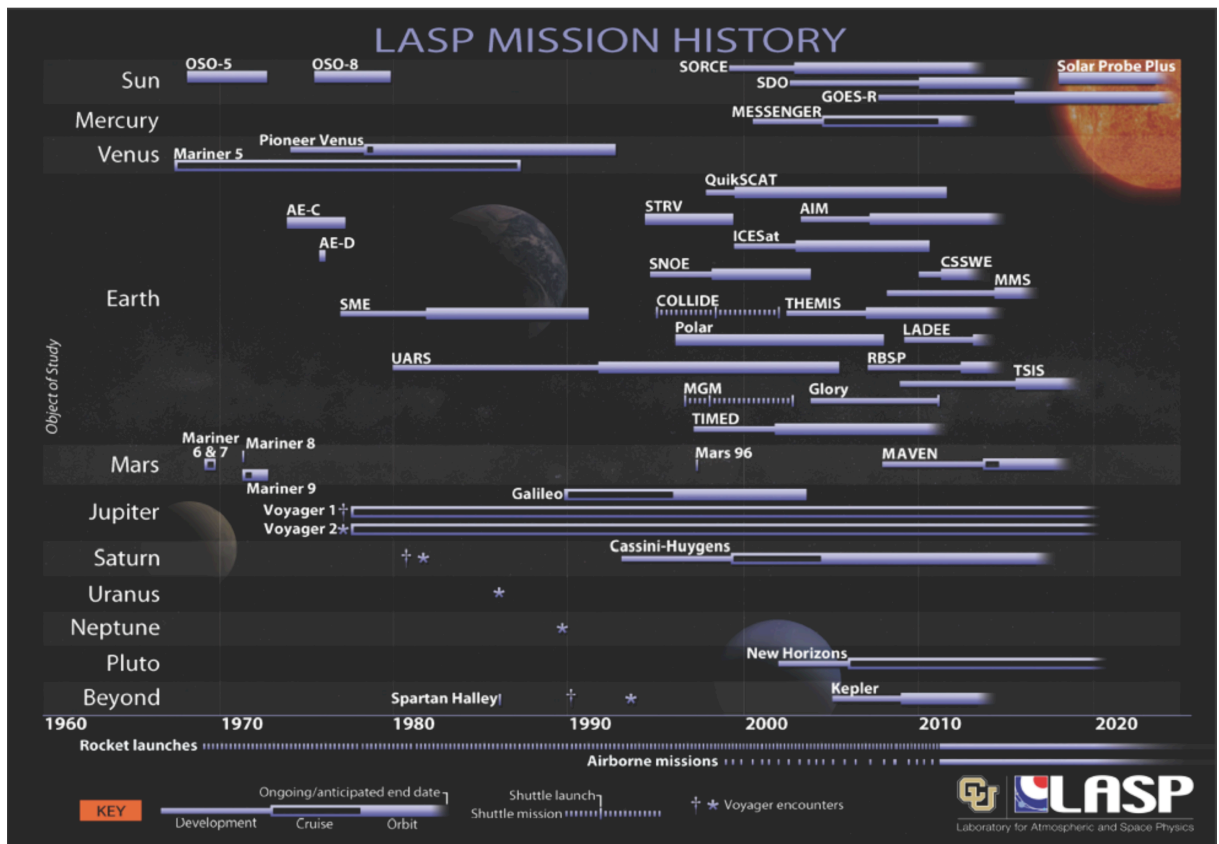 LASP MISSION HISTORY
Sun
OSO-5
OSO-8
SORCE
SDO
GOES-R
Solar Probe Plus
Mercury
MESSENGER
Venus
Pioneer Venus
Mariner 5
Object of Study
Earth
QuikSCAT
AE-C
STRV
AIM
AE-D
ICESat
SNOE
CSSWE
MMS
SME
COLLIDE
THEMIS
Polar
LADEE
UARS
RBSP
TSIS
MGM
Glory
TIMED
Mars
Mariner
6 & 7
Mariner 8
Mars 96
MAVEN
Mariner 9
Jupiter
Galileo
Voyager 1†
Voyager 2*
Saturn
† *
Cassini-Huygens
Uranus
*
Neptune
*
Pluto
New Horizons
Beyond
Spartan Halley
† *
Kepler
1960 1970 1980 1990 2000 2010 2020
Rocket launches
Airborne missions
KEY
Ongoing/anticipated end date
Development
Cruise
Orbit
Shuttle launch
Shuttle mission
† * Voyager encounters
CU
LASP
Laboratory for Atmospheric and Space Physics